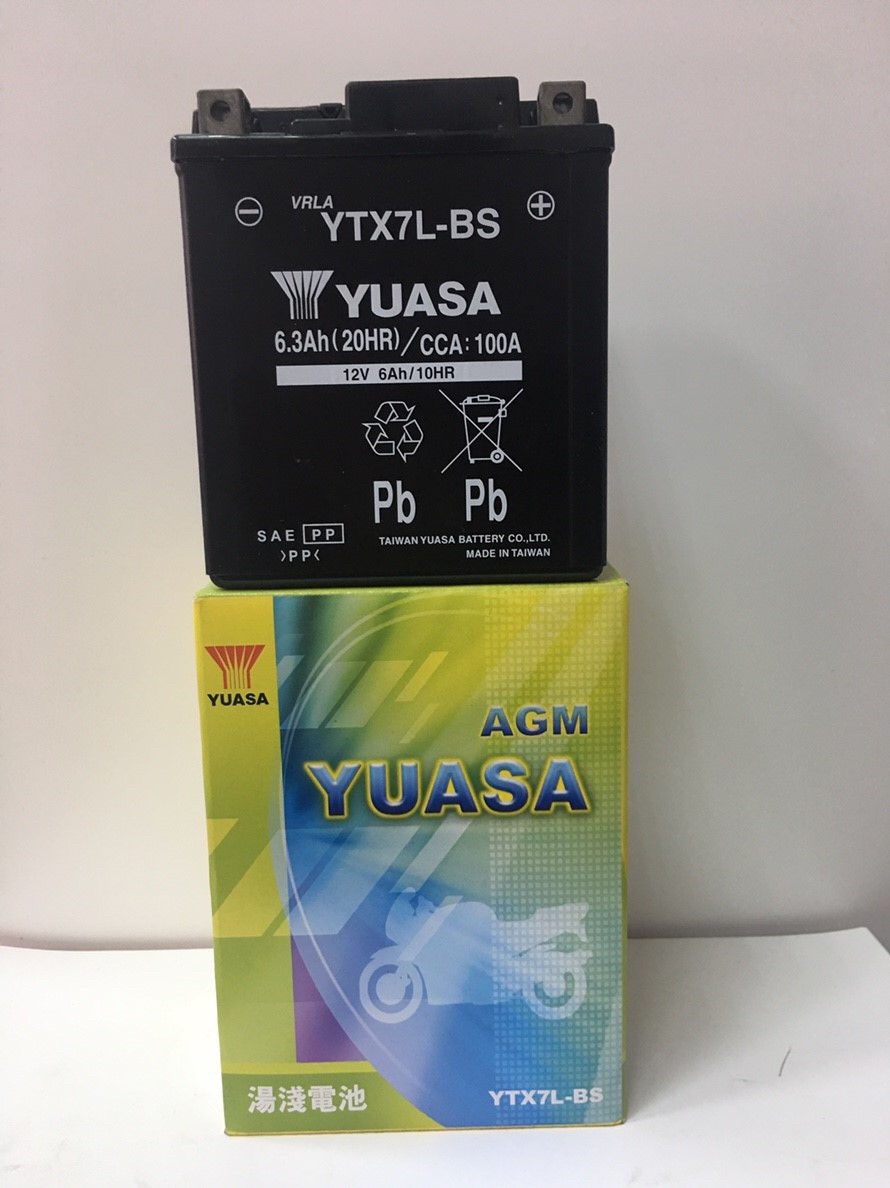 VRLA
YTX7L-BS
YUASA
6.3Ah(20HR)/CCA:100A
12V 6Ah/10HR
Pb Pb
SAE PP
>PP<
TAIWAN YUASA BATTERY CO.,LTD.
MADE IN TAIWAN
YUASA
AGM
YUASA
湯淺電池
YTX7L-BS